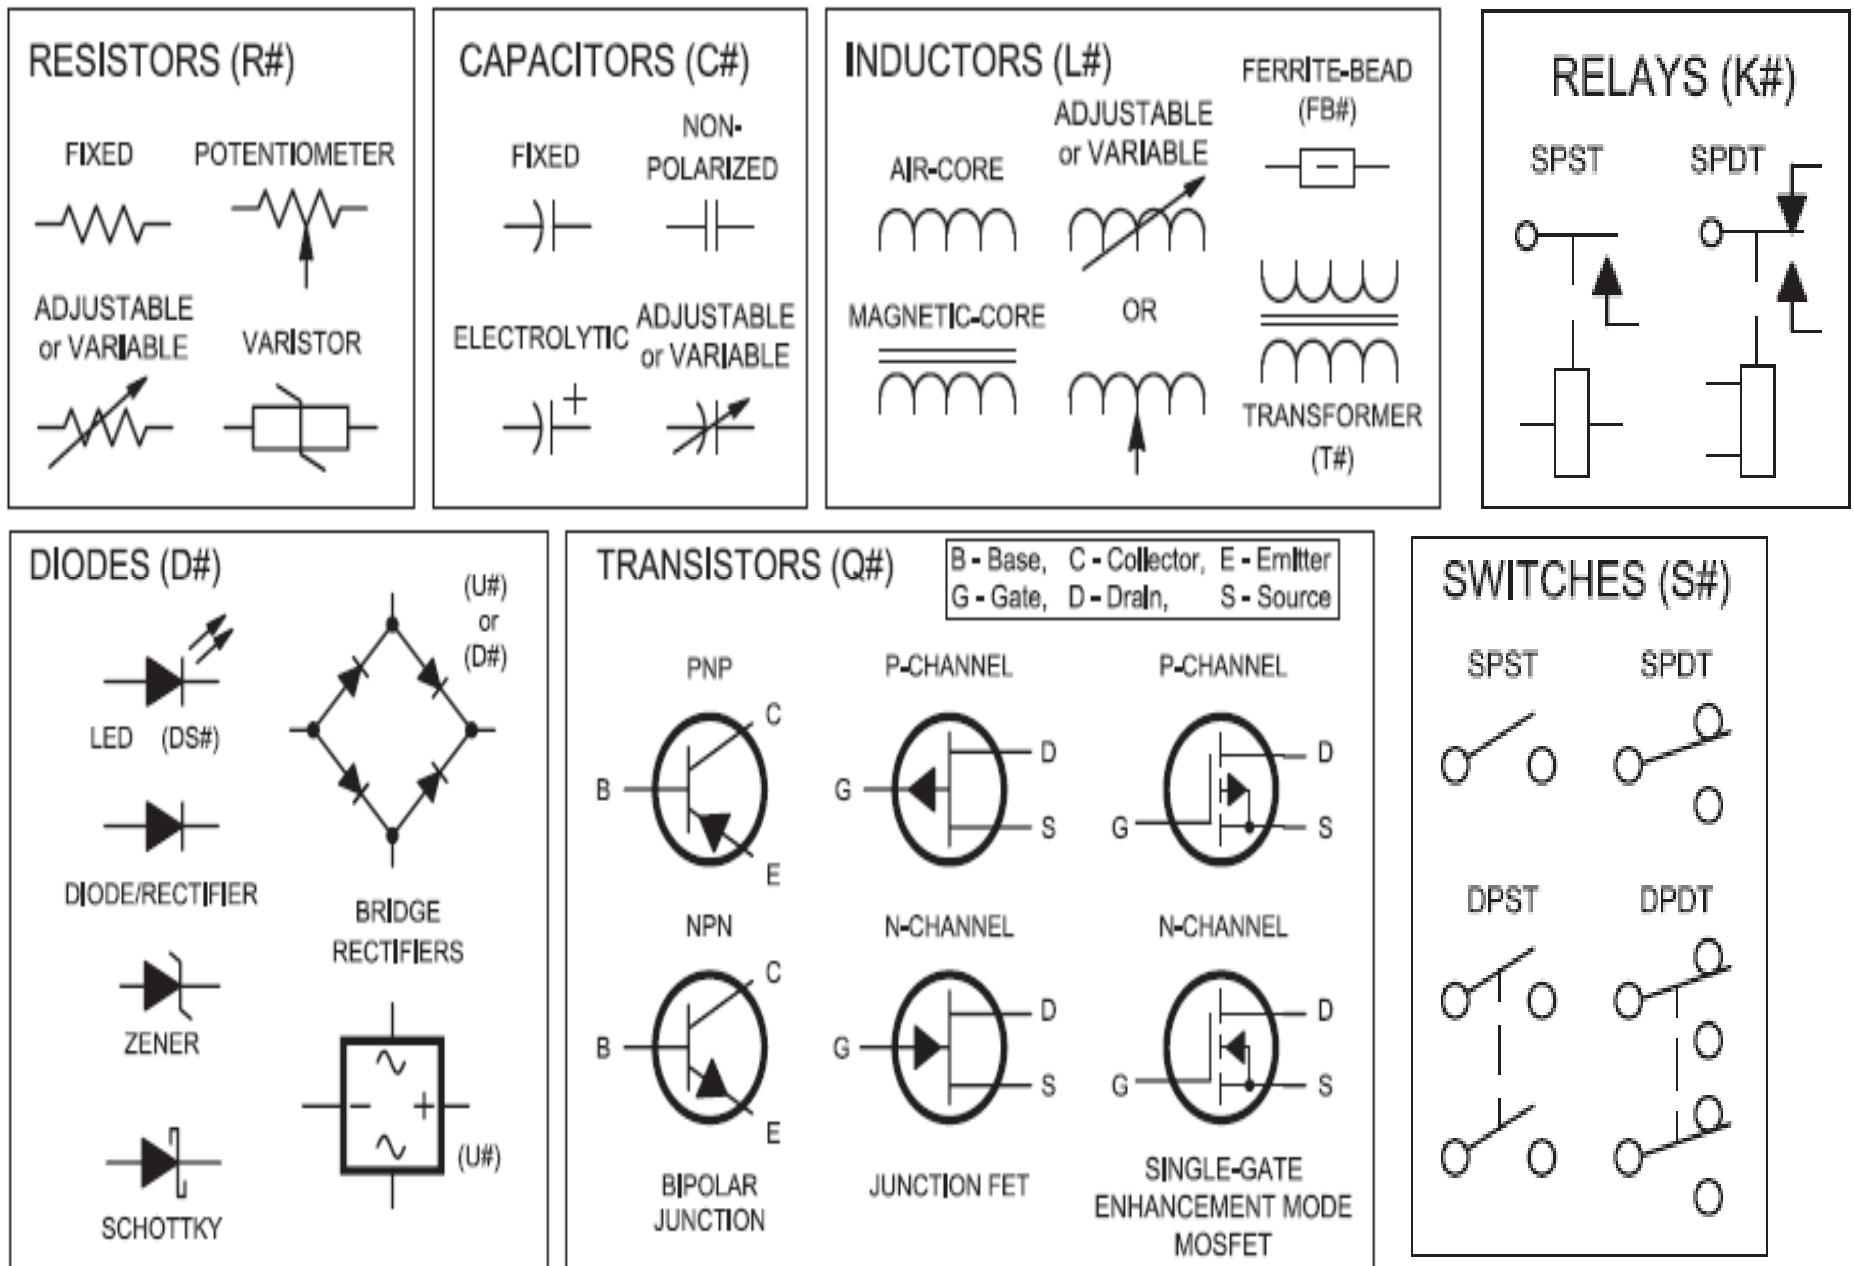 RESISTORS (R#)
FIXED
POTENTIOMETER
ADJUSTABLE
or VARIABLE
VARISTOR
CAPACITORS (C#)
FIXED
NON-
POLARIZED
ELECTROLYTIC
+
ADJUSTABLE
or VARIABLE
INDUCTORS (L#)
AIR-CORE
ADJUSTABLE
or VARIABLE
FERRITE-BEAD
(FB#)
MAGNETIC-CORE
OR
TRANSFORMER
(T#)
RELAYS (K#)
SPST
SPDT
DIODES (D#)
LED (DS#)
DIODE/RECTIFIER
ZENER
SCHOTTKY
(U#)
or
(D#)
BRIDGE
RECTIFIERS
- +
(U#)
TRANSISTORS (Q#)
B - Base, C - Collector, E - Emitter
G - Gate, D - Drain, S - Source
PNP
B
C
E
NPN
B
C
E
BIPOLAR
JUNCTION
P-CHANNEL
G
D
S
N-CHANNEL
G
D
S
JUNCTION FET
P-CHANNEL
G
D
S
N-CHANNEL
G
D
S
SINGLE-GATE
ENHANCEMENT MODE
MOSFET
SWITCHES (S#)
SPST
SPDT
DPST
DPDT